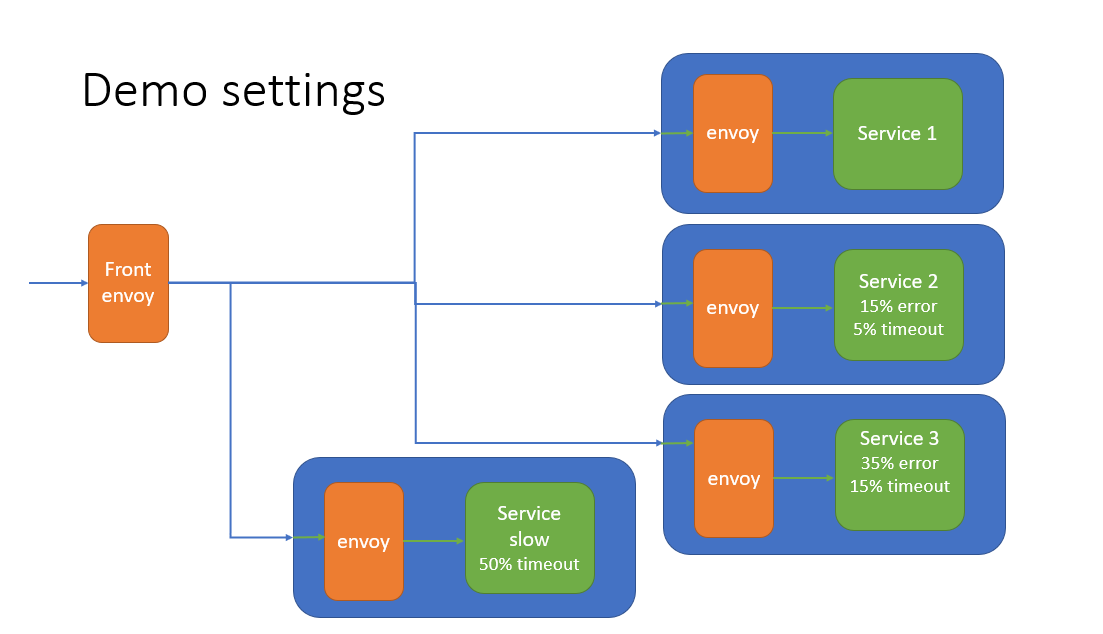 Demo settings
envoy
Service 1
Front
envoy
envoy
Service 2
15% error
5% timeout
envoy
Service 3
35% error
15% timeout
envoy
Service
slow
50% timeout